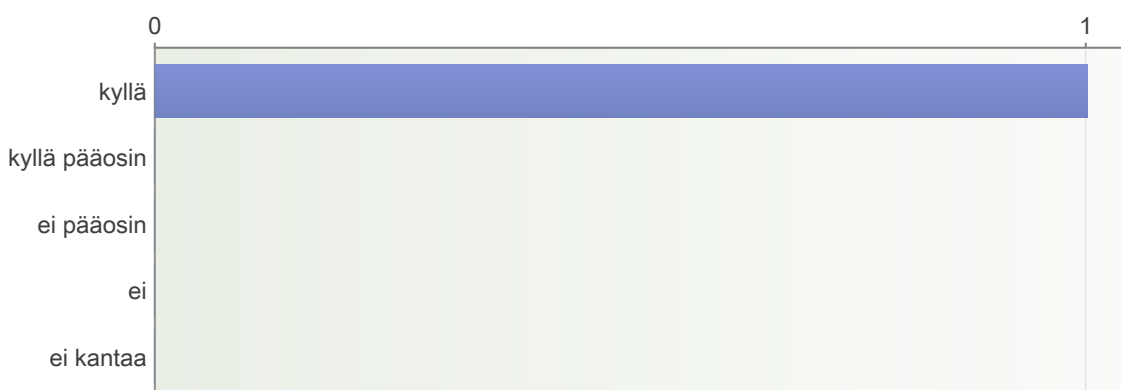 0 1
kyllä
kyllä pääosin
ei pääosin
ei
ei kantaa